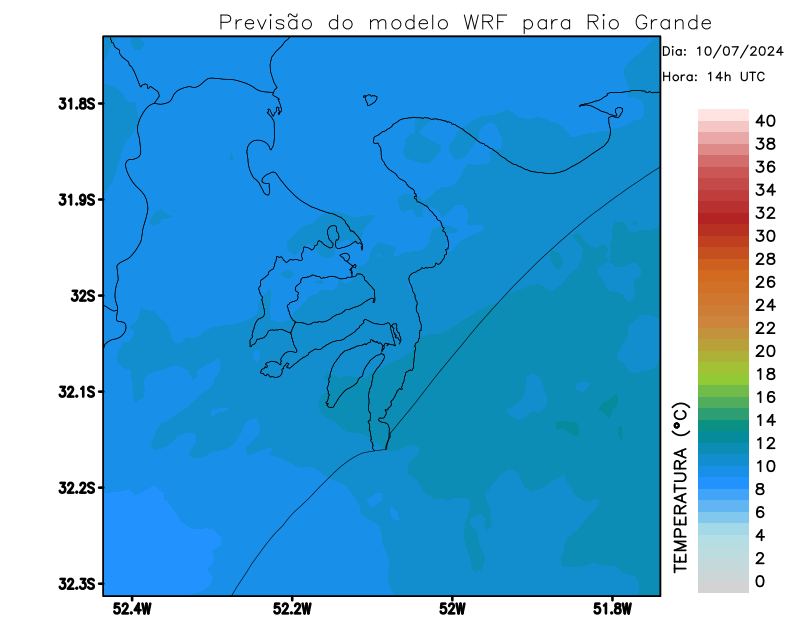 Previsão do modelo WRF para Rio Grande
Dia: 10/07/2024
Hora: 14h UTC
31.8S
31.9S
32S
32.1S
32.2S
32.3S
52.4W
52.2W
52W
51.8W
TEMPERATURA (ºC)
40
38
36
34
32
30
28
26
24
22
20
18
16
14
12
10
8
6
4
2
0